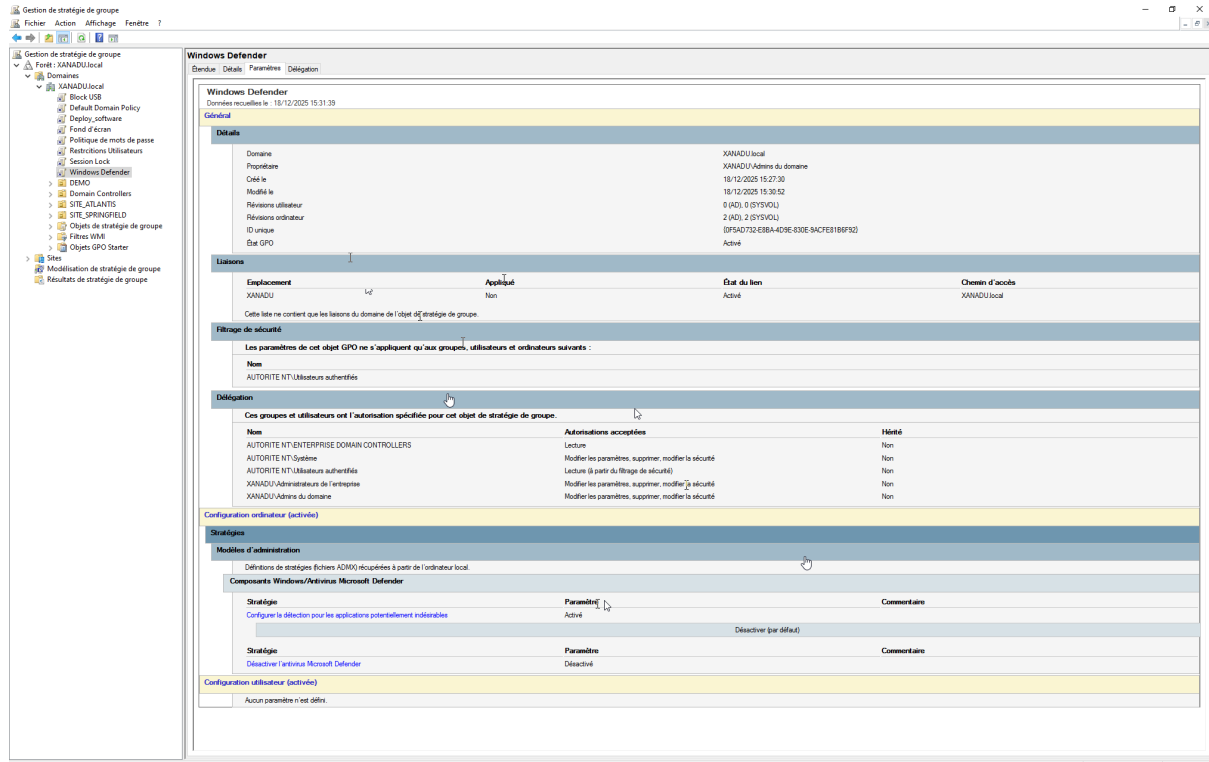 Gestion de stratégie de groupe
Fichier Action Affichage Fenêtre ?
Gestion de stratégie de groupe
Forêt : XANADU.local
Domaines
XANADU.local
Block USB
Default Domain Policy
Deploy_software
Fond d'écran
Politique de mots de passe
Restrcitions Utilisateurs
Session Lock
Windows Defender
DEMO
Domain Controllers
SITE_ATLANTIS
SITE_SPRINGFIELD
Objets de stratégie de groupe
Filtres WMI
Objets GPO Starter
Sites
Modélisation de stratégie de groupe
Résultats de stratégie de groupe
Windows Defender
Étendue Détails Paramètres Délégation
Windows Defender
Données recueillies le : 18/12/2025 15:31:39
Général
Détails
Domaine XANADU.local
Propriétaire XANADU\Admins du domaine
Créé le 18/12/2025 15:27:30
Modifié le 18/12/2025 15:30:52
Révisions utilisateur 0 (AD), 0 (SYSVOL)
Révisions ordinateur 2 (AD), 2 (SYSVOL)
ID unique {0F5AD732-E8BA-4D9E-830E-9ACFE81B6F92}
État GPO Activé
Liaisons
Emplacement Appliqué État du lien Chemin d'accès
XANADU Non Activé XANADU.local
Cette liste ne contient que les liaisons du domaine de l'objet de stratégie de groupe.
Filtrage de sécurité
Les paramètres de cet objet GPO ne s'appliquent qu'aux groupes, utilisateurs et ordinateurs suivants :
Nom
AUTORITE NT\Utilisateurs authentifiés
Délégation
Ces groupes et utilisateurs ont l'autorisation spécifiée pour cet objet de stratégie de groupe.
Nom Autorisations acceptées Hérité
AUTORITE NT\ENTERPRISE DOMAIN CONTROLLERS Lecture Non
AUTORITE NT\Système Modifier les paramètres, supprimer, modifier la sécurité Non
AUTORITE NT\Utilisateurs authentifiés Lecture (à partir du filtrage de sécurité) Non
XANADU\Administrateurs de l'entreprise Modifier les paramètres, supprimer, modifier la sécurité Non
XANADU\Admins du domaine Modifier les paramètres, supprimer, modifier la sécurité Non
Configuration ordinateur (activée)
Stratégies
Modèles d'administration
Définitions de stratégies (fichiers ADMX) récupérées à partir de l'ordinateur local.
Composants Windows/Antivirus Microsoft Defender
Stratégie Paramètre Commentaire
Configurer la détection pour les applications potentiellement indésirables Activé
Désactiver (par défaut)
Stratégie Paramètre Commentaire
Désactiver l'antivirus Microsoft Defender Désactivé
Configuration utilisateur (activée)
Aucun paramètre n'est défini.